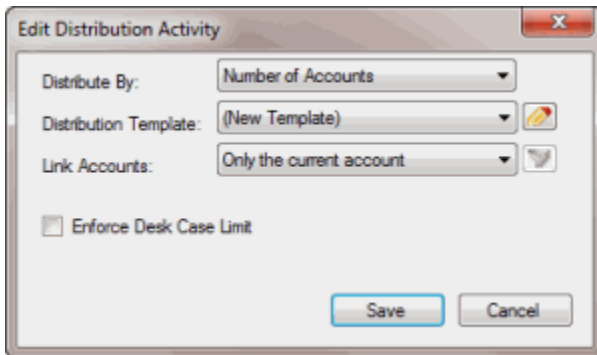 Edit Distribution Activity
Distribute By: Number of Accounts
Distribution Template: (New Template)
Link Accounts: Only the current account
Enforce Desk Case Limit
Save Cancel